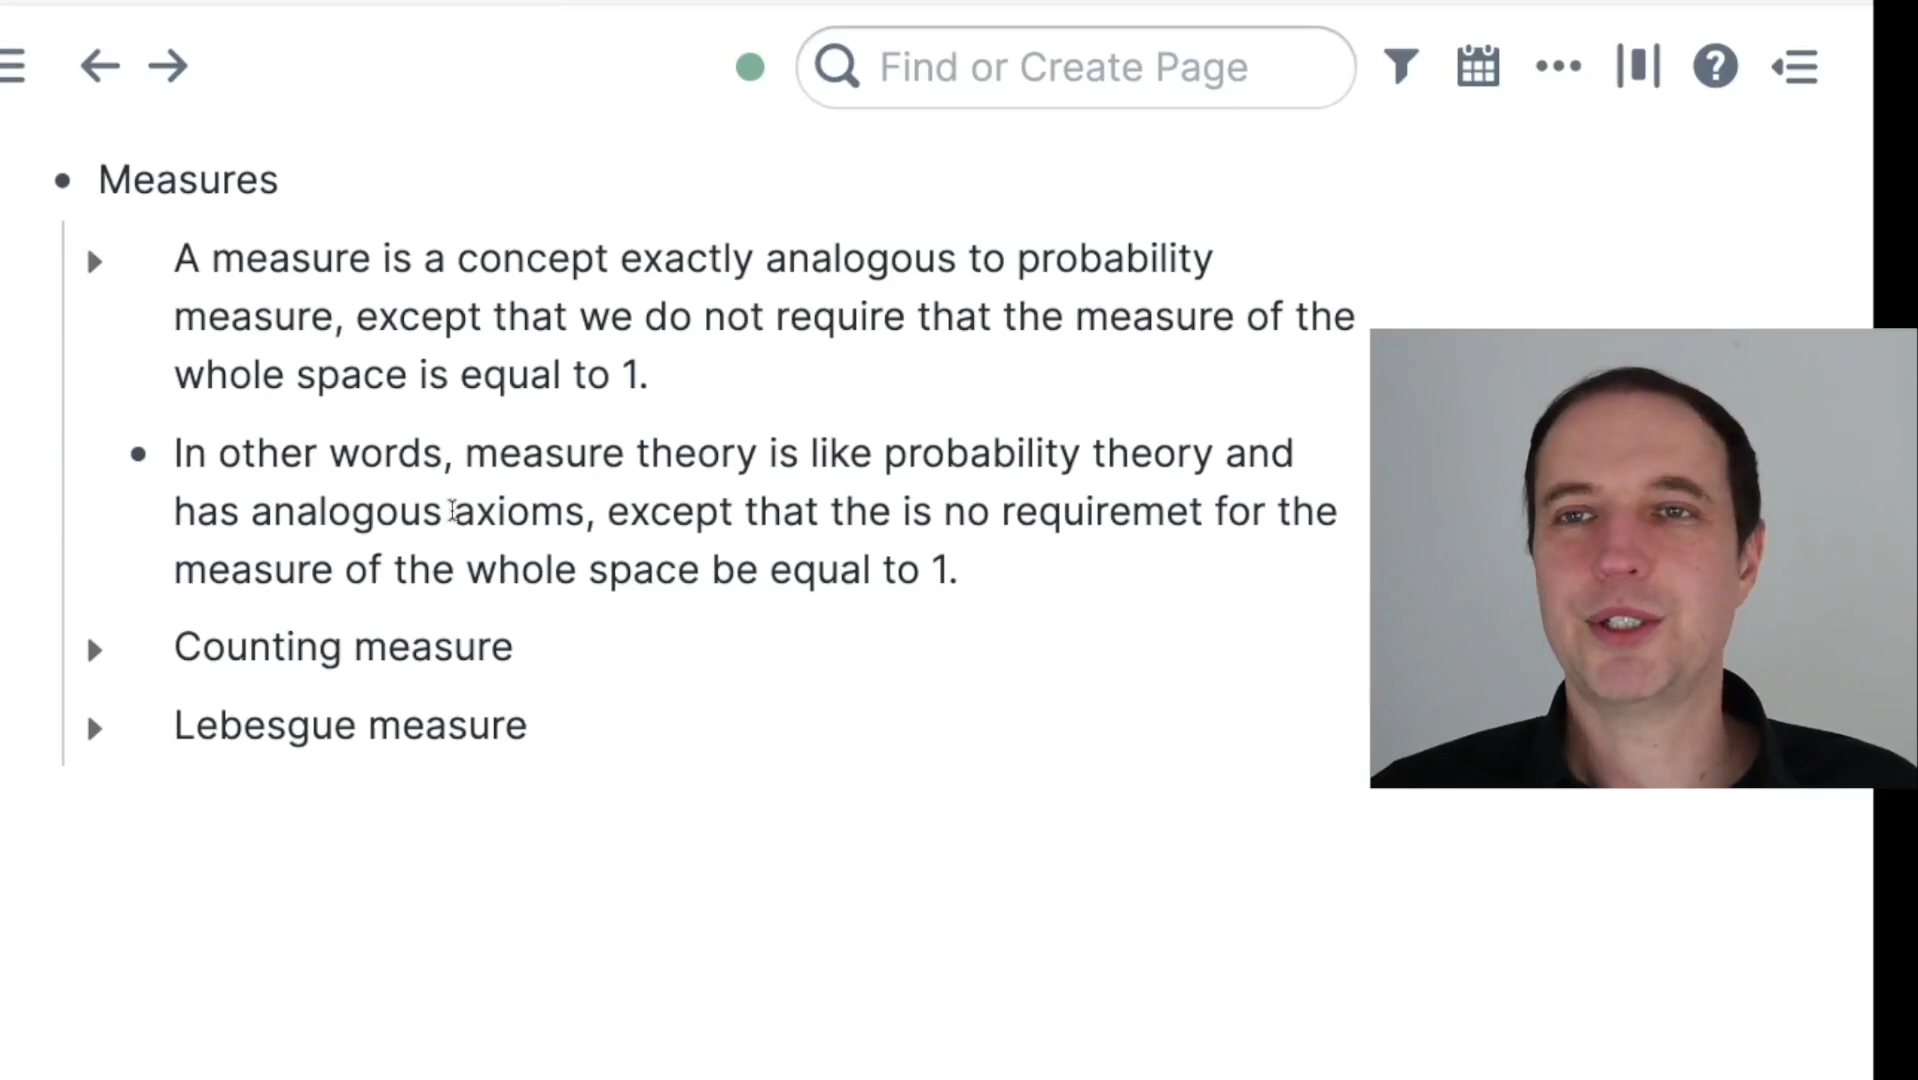 Find or Create Page
Measures
A measure is a concept exactly analogous to probability
measure, except that we do not require that the measure of the
whole space is equal to 1.
In other words, measure theory is like probability theory and
has analogous axioms, except that the is no requiremet for the
measure of the whole space be equal to 1.
Counting measure
Lebesgue measure